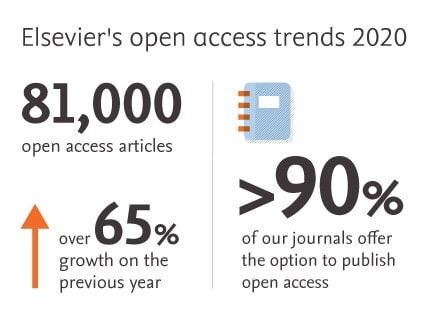 Elsevier's open access trends 2020
81,000
open access articles
over 65%
growth on the
previous year
>90%
of our journals offer
the option to publish
open access